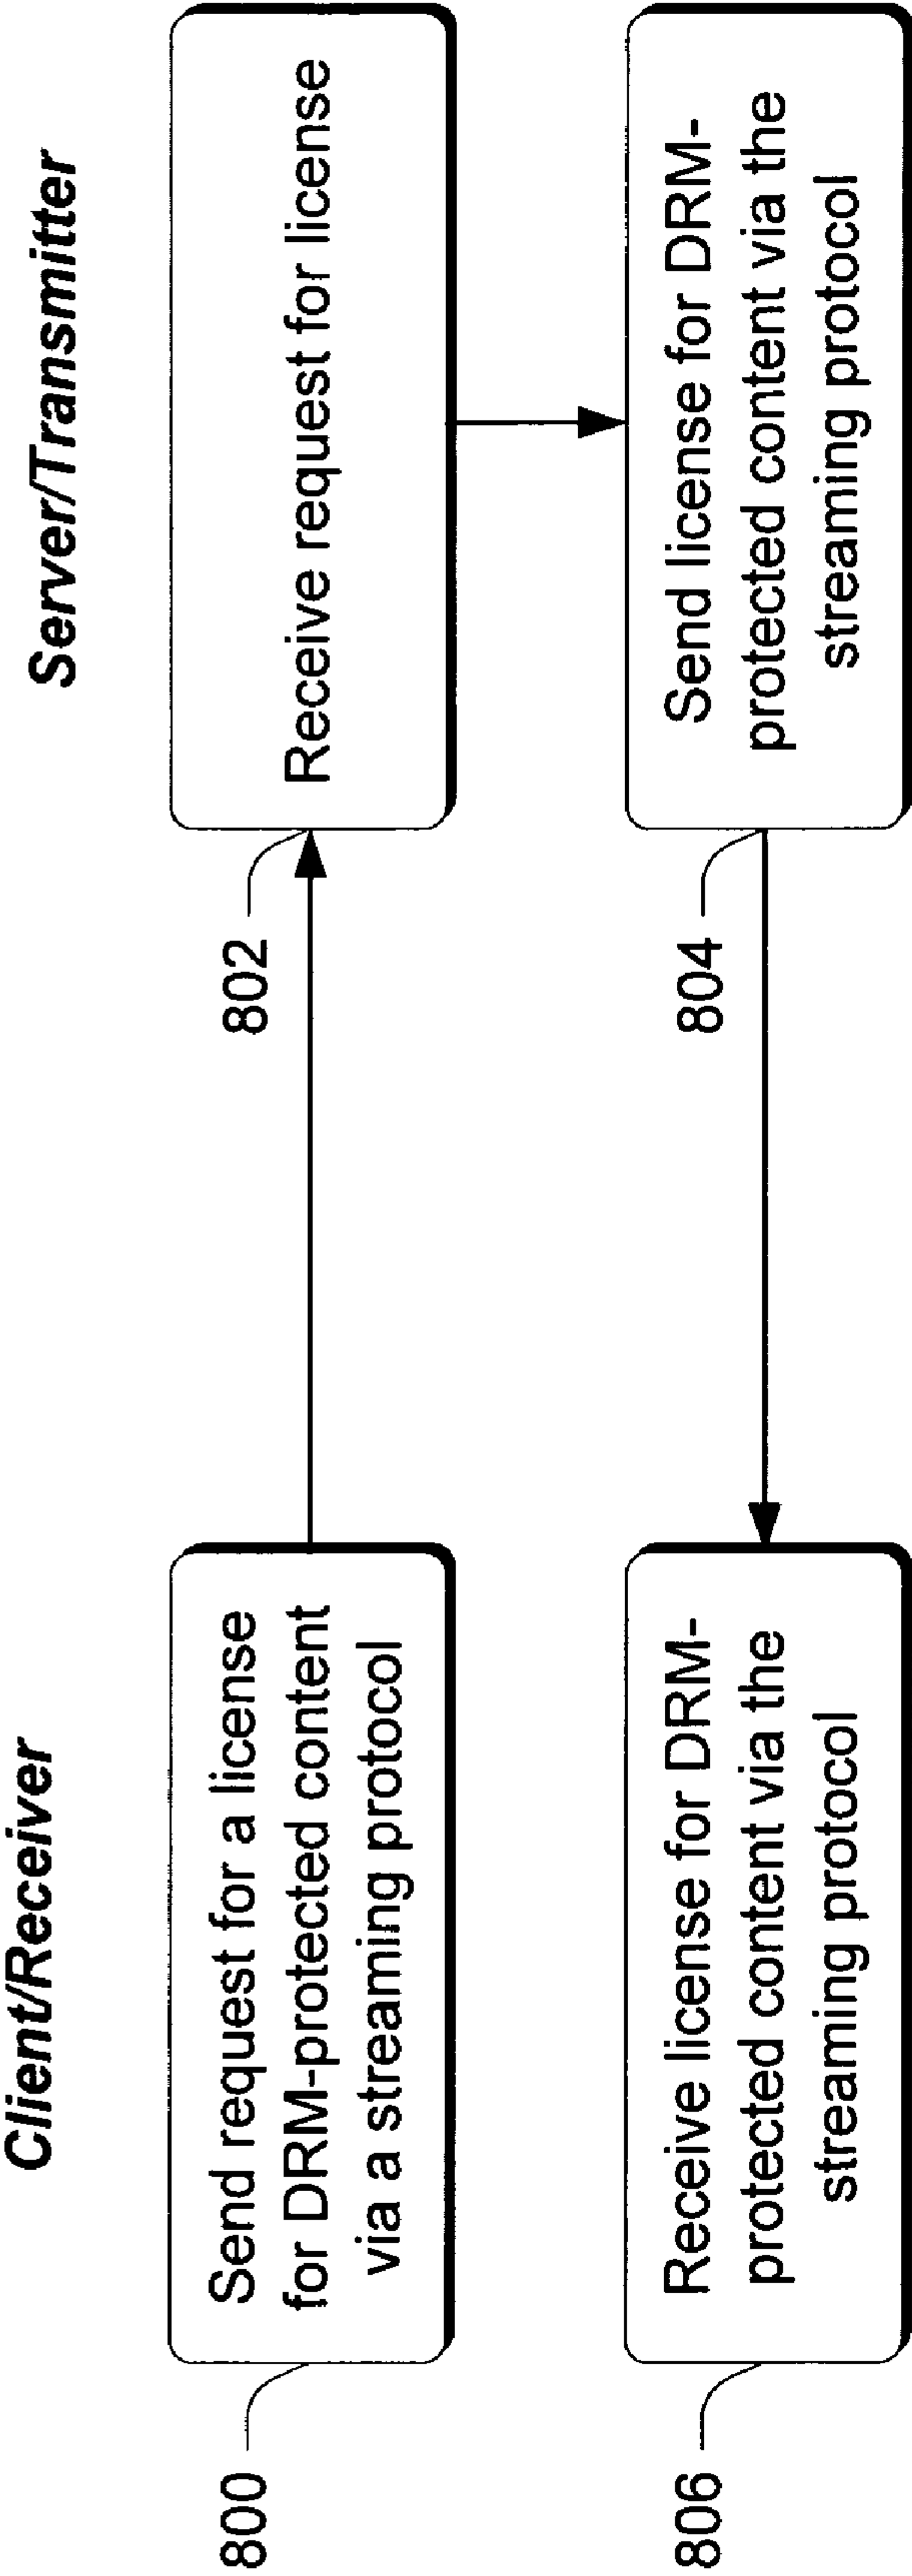 Client/Receiver
Server/Transmitter
800
Send request for a license
for DRM-protected content
via a streaming protocol
802
Receive request for license
804
Send license for DRM-
protected content via the
streaming protocol
806
Receive license for DRM-
protected content via the
streaming protocol